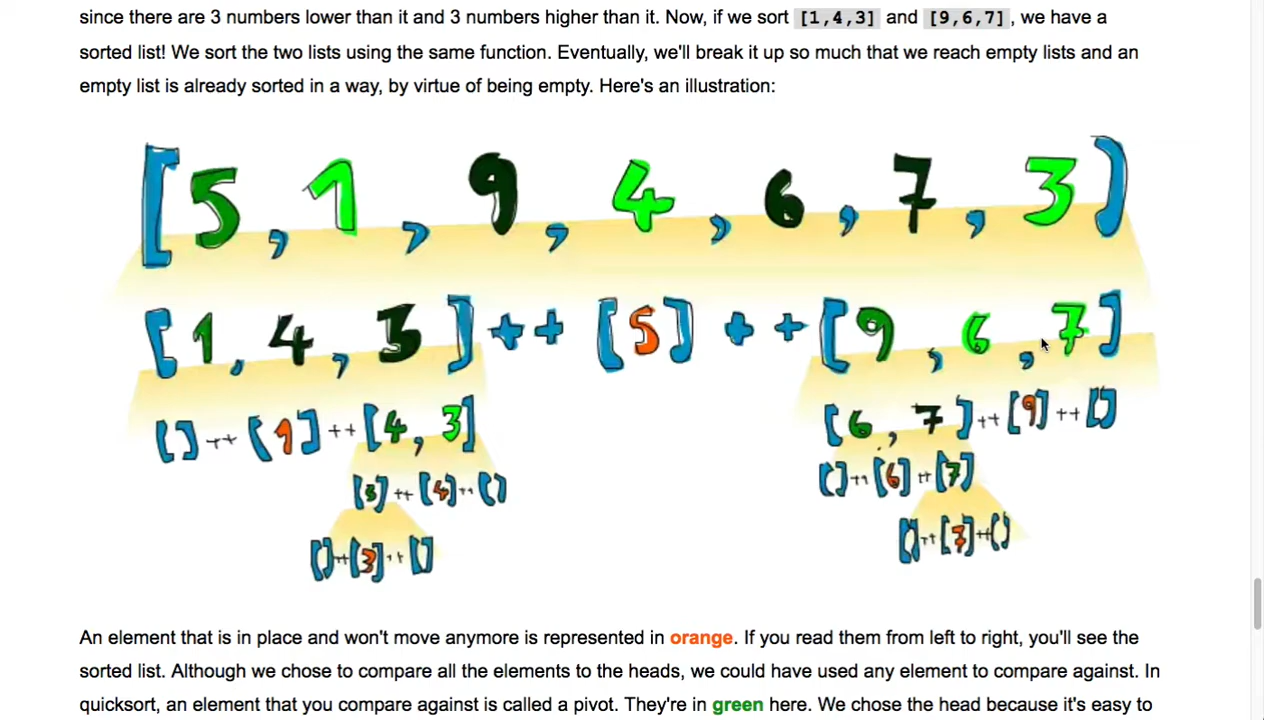 since there are 3 numbers lower than it and 3 numbers higher than it. Now, if we sort [1,4,3] and [9,6,7], we have a
sorted list! We sort the two lists using the same function. Eventually, we'll break it up so much that we reach empty lists and an
empty list is already sorted in a way, by virtue of being empty. Here's an illustration:
[5,1,9,4,6,7,3]
[1,4,3]++[5]++[9,6,7]
[]++[1]++[4,3] [6,7]++[9]++[]
[3]++[4]++[] []++[6]++[7]
[]++[3]++[] []++[7]++[]
An element that is in place and won't move anymore is represented in orange. If you read them from left to right, you'll see the
sorted list. Although we chose to compare all the elements to the heads, we could have used any element to compare against. In
quicksort, an element that you compare against is called a pivot. They're in green here. We chose the head because it's easy to